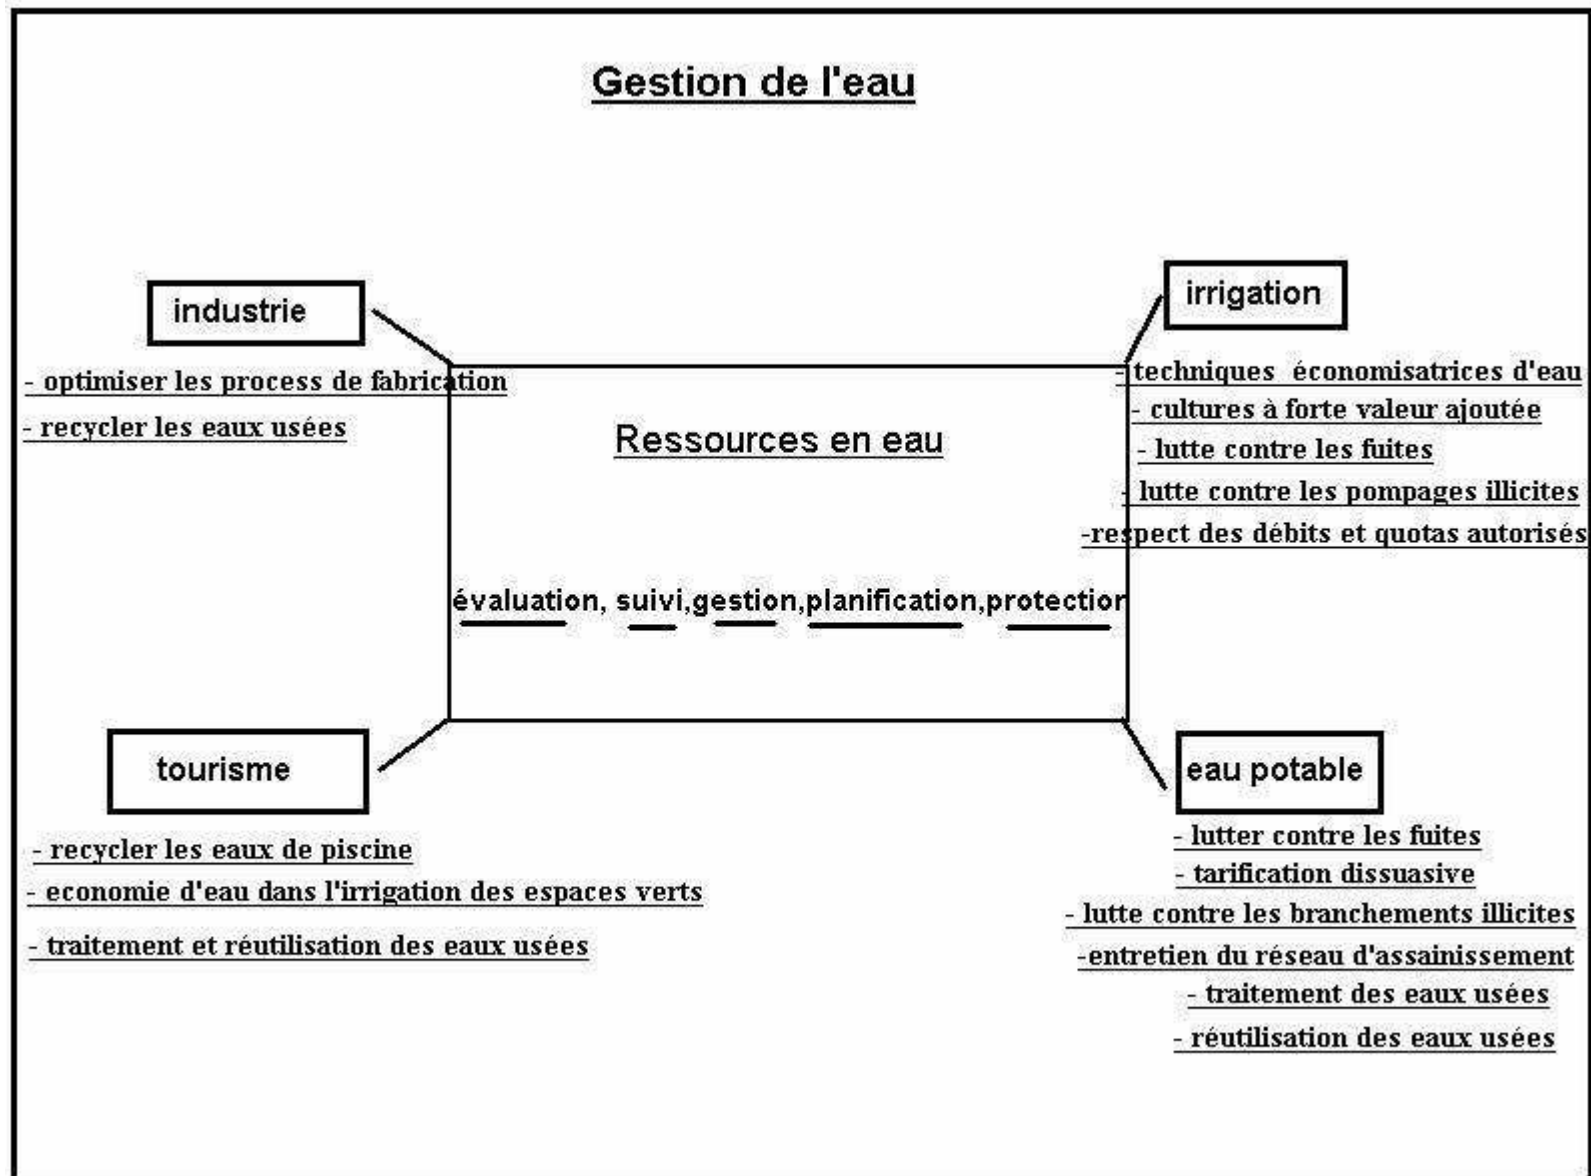 Gestion de l'eau
industrie
- optimiser les process de fabrication
- recycler les eaux usées
irrigation
- techniques économisatrices d'eau
- cultures à forte valeur ajoutée
- lutte contre les fuites
- lutte contre les pompages illicites
-respect des débits et quotas autorisés
Ressources en eau
évaluation, suivi,gestion,planification,protection
tourisme
- recycler les eaux de piscine
- economie d'eau dans l'irrigation des espaces verts
- traitement et réutilisation des eaux usées
eau potable
- lutter contre les fuites
- tarification dissuasive
- lutte contre les branchements illicites
-entretien du réseau d'assainissement
- traitement des eaux usées
- réutilisation des eaux usées